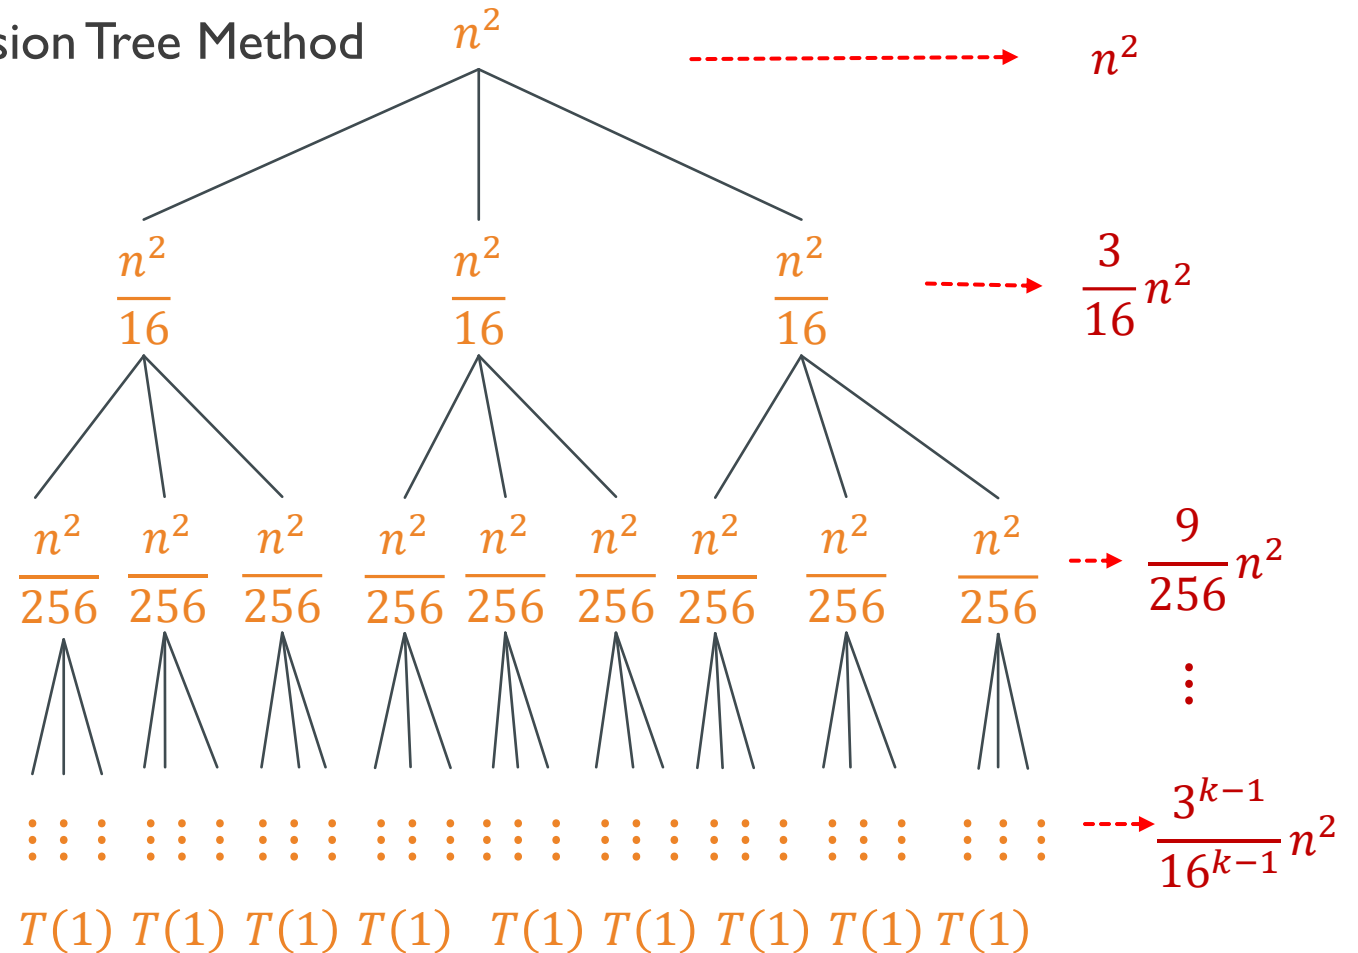 sion Tree Method
n² n²
n²/16 n²/16 n²/16 3/16 n²
n²/256 n²/256 n²/256 n²/256 n²/256 n²/256 n²/256 n²/256 n²/256 9/256 n²
⋮
⋮ ⋮ ⋮ ⋮ ⋮ ⋮ ⋮ ⋮ ⋮ ⋮ ⋮ ⋮ ⋮ ⋮ ⋮ ⋮ ⋮ ⋮ ⋮ ⋮ ⋮ ⋮ ⋮ ⋮ ⋮ ⋮ ⋮ 3^{k−1}/16^{k−1} n²
T(1) T(1) T(1) T(1) T(1) T(1) T(1) T(1) T(1)